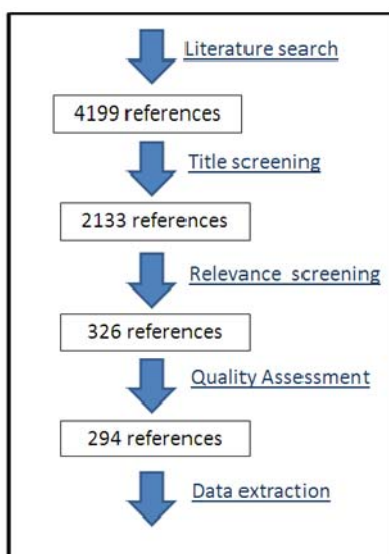 Literature search
4199 references
Title screening
2133 references
Relevance screening
326 references
Quality Assessment
294 references
Data extraction